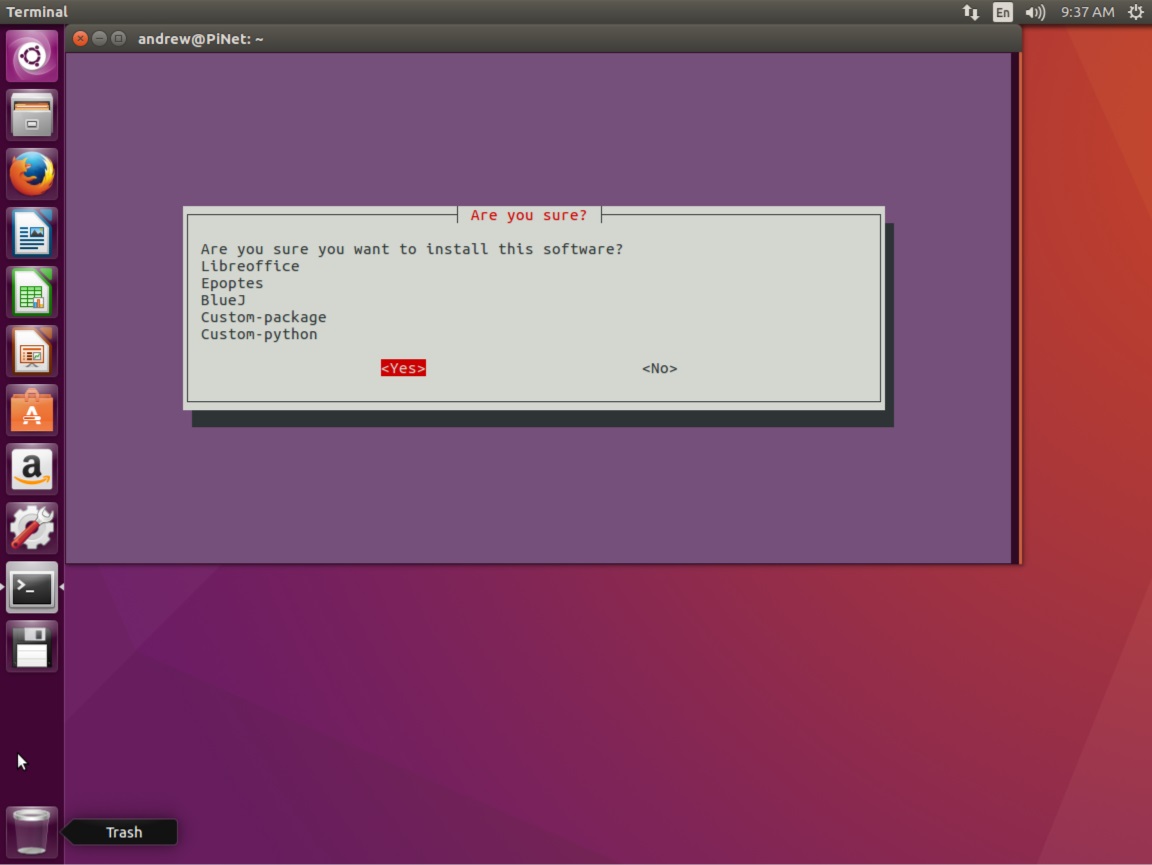 Terminal
En
9:37 AM
andrew@PiNet: ~
Are you sure?
Are you sure you want to install this software?
Libreoffice
Epoptes
BlueJ
Custom-package
Custom-python
<Yes> <No>
A
a
>_
Trash